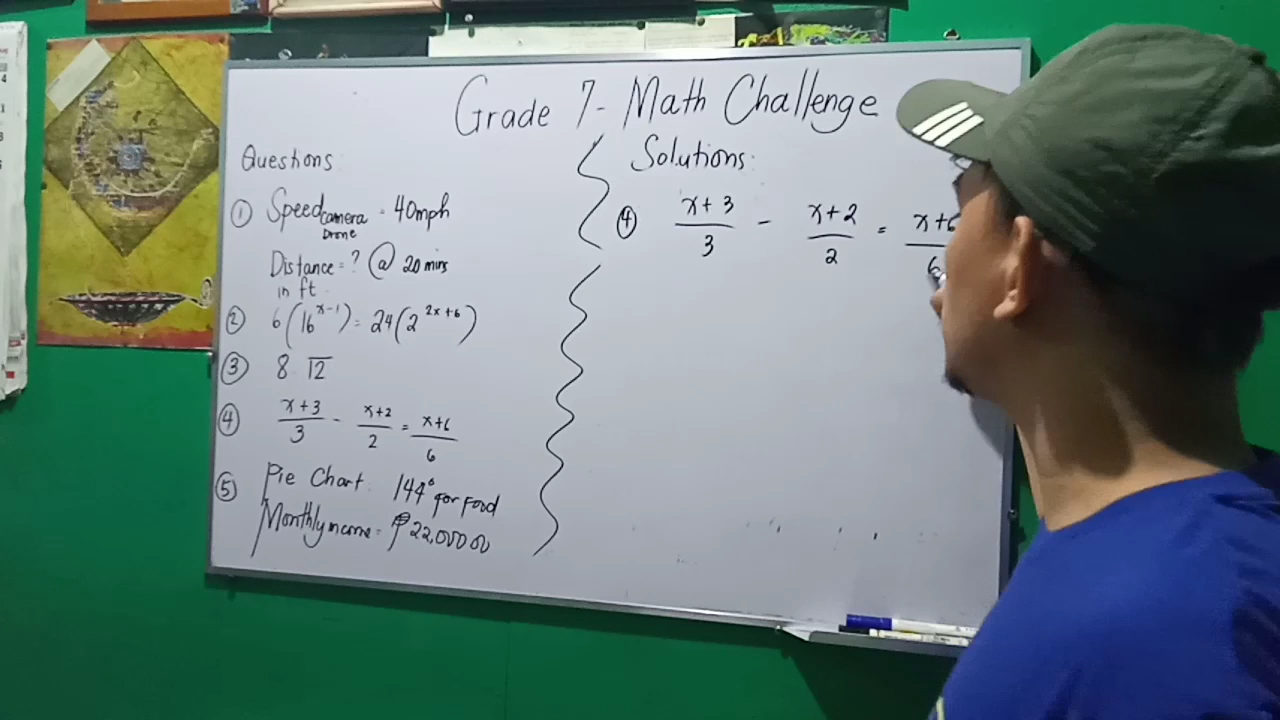 Grade 7- Math Challenge
Questions:
① Speed camera Drone = 40mph
Distance = ? @ 20 mins
in ft
② 6(16^(x-1)) = 24(2^(2x+6))
③ 8 \overline{12}
④ (x+3)/3 - (x+2)/2 = (x+6)/6
⑤ Pie Chart: 144° for Food
Monthly income = ₱22,000.00
Solutions:
④ (x+3)/3 - (x+2)/2 = (x+6)/6